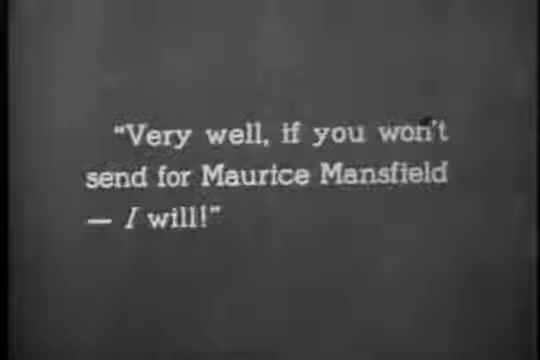 "Very well, if you won't
send for Maurice Mansfield
— I will!"